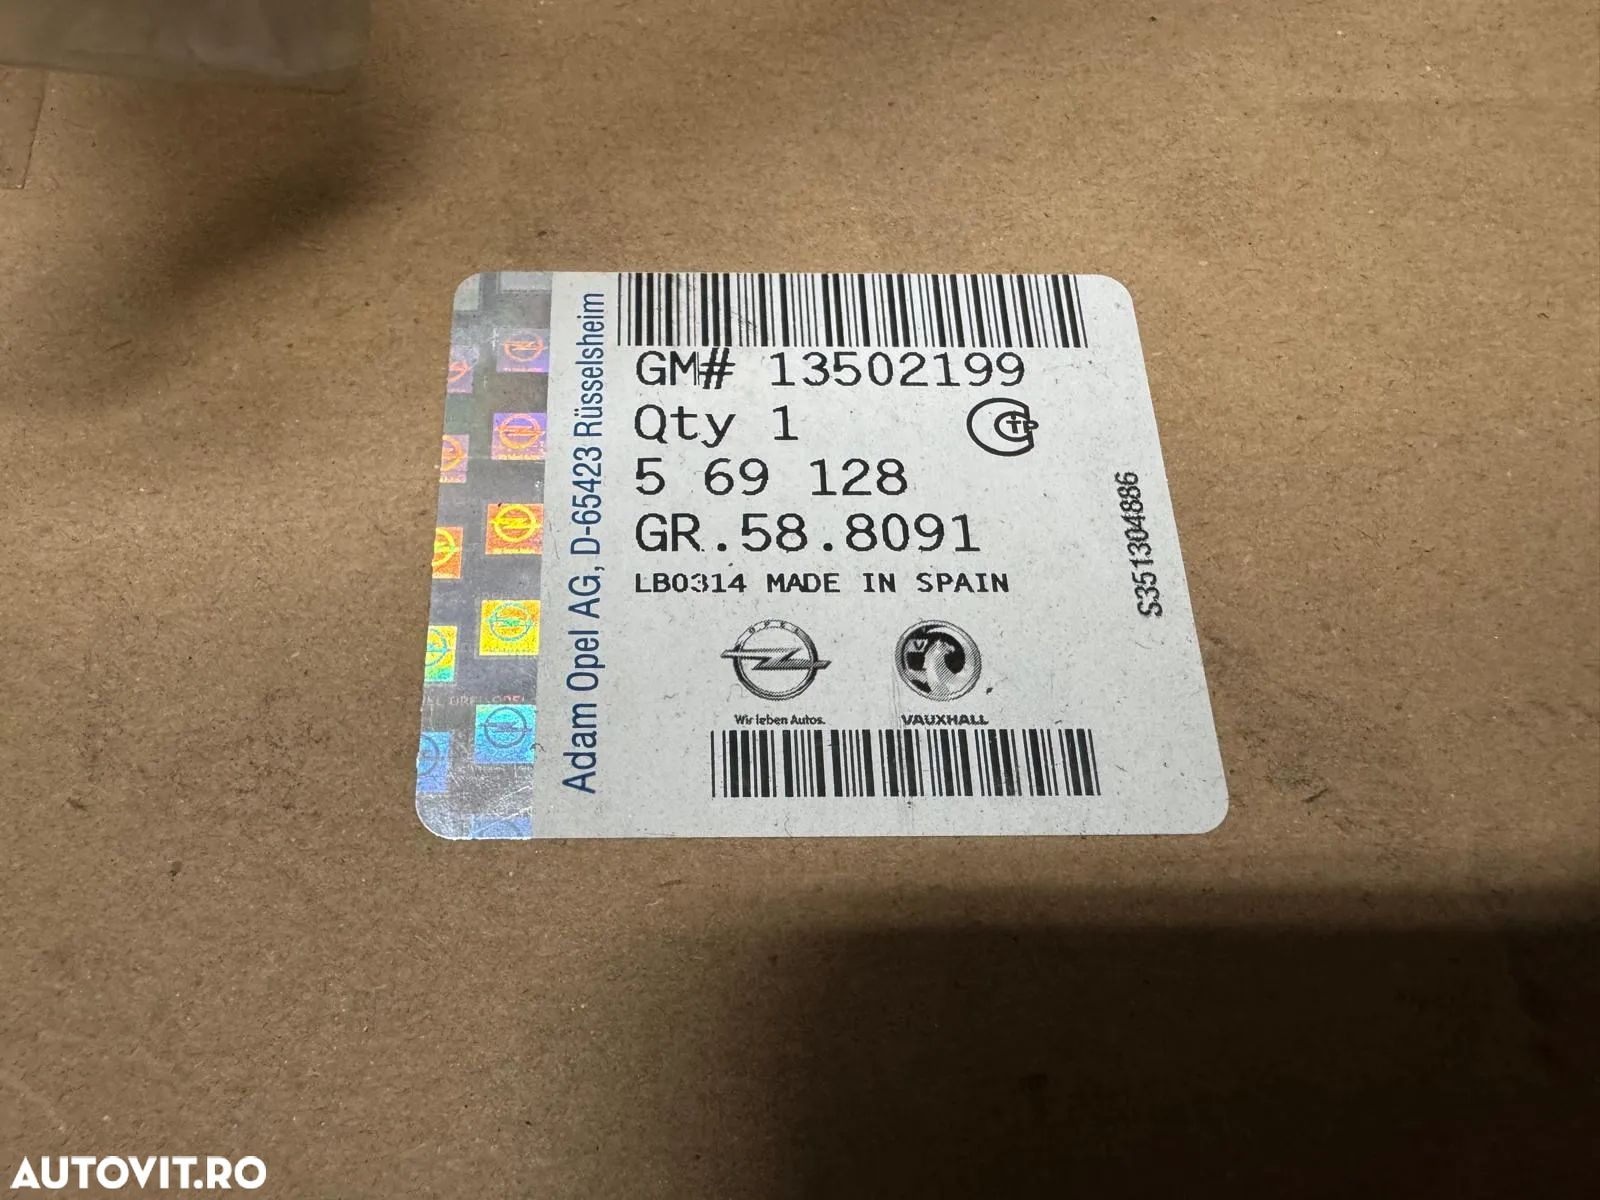 Adam Opel AG, D-65423 Rüsselsheim
GM# 13502199
Qty 1
5 69 128
GR.58.8091
LB0314 MADE IN SPAIN
S351304886
OPEL
Wir leben Autos.
V
VAUXHALL
AUTOVIT.RO